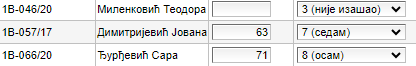 1В-046/20 Миленковић Теодора 3 (није изашао)
1В-057/17 Димитријевић Јована 63 7 (седам)
1В-066/20 Ђурђевић Сара 71 8 (осам)